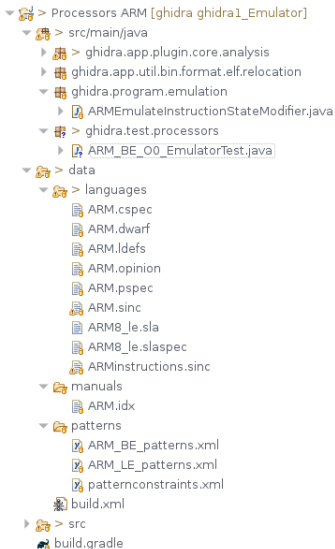 > Processors ARM [ghidra ghidra1_Emulator]
> src/main/java
> ghidra.app.plugin.core.analysis
ghidra.app.util.bin.format.elf.relocation
ghidra.program.emulation
ARMEmulateInstructionStateModifier.java
> ghidra.test.processors
ARM_BE_O0_EmulatorTest.java
> data
> languages
ARM.cspec
ARM.dwarf
ARM.ldefs
ARM.opinion
ARM.pspec
ARM.sinc
ARM8_le.sla
ARM8_le.slaspec
ARMinstructions.sinc
manuals
ARM.idx
patterns
ARM_BE_patterns.xml
ARM_LE_patterns.xml
patternconstraints.xml
build.xml
> src
build.gradle